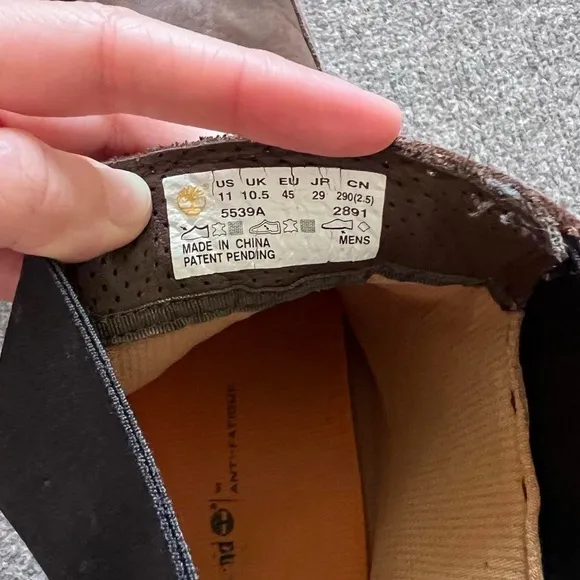 US UK EU JR CN
11 10.5 45 29 290(2.5)
5539A 2891
MADE IN CHINA MENS
PATENT PENDING
ANTI-FATIGUE